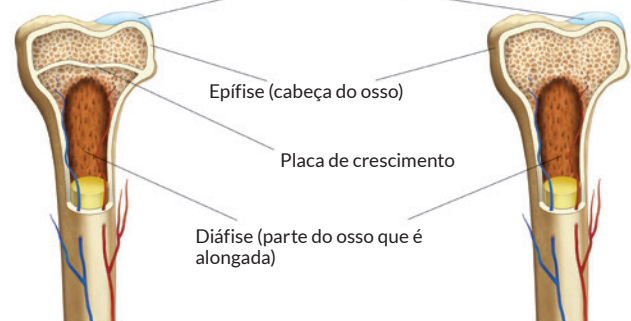 Epífise (cabeça do osso)
Placa de crescimento
Diáfise (parte do osso que é
alongada)